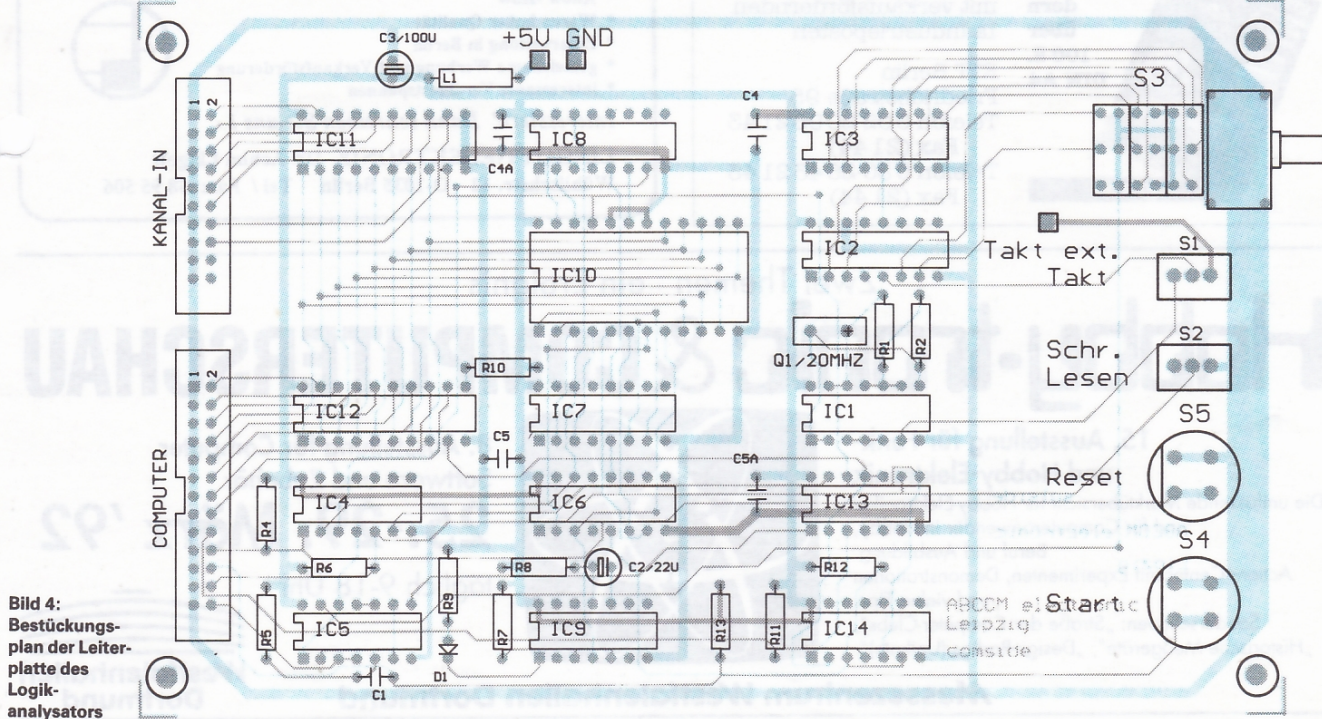 C3/100U
+5V GND
L1
C4
S3
1 2
KANAL-IN
IC11
C4A
IC8
IC3
IC10
IC2
Takt ext.
Takt
S1
Q1/20MHZ
R1
R2
S2
Schr.
Lesen
R10
1 2
COMPUTER
IC12
IC7
IC1
S5
C5
C5A
Reset
R4
IC4
IC6
IC13
S4
R6
R8
C2/22U
R12
R9
R5
IC5
R7
IC9
R13
R11
IC14
Start
ABCCM electronic
Leipzig
comside
C1
D1
Bild 4:
Bestückungs-
plan der Leiter-
platte des
Logik-
analysators